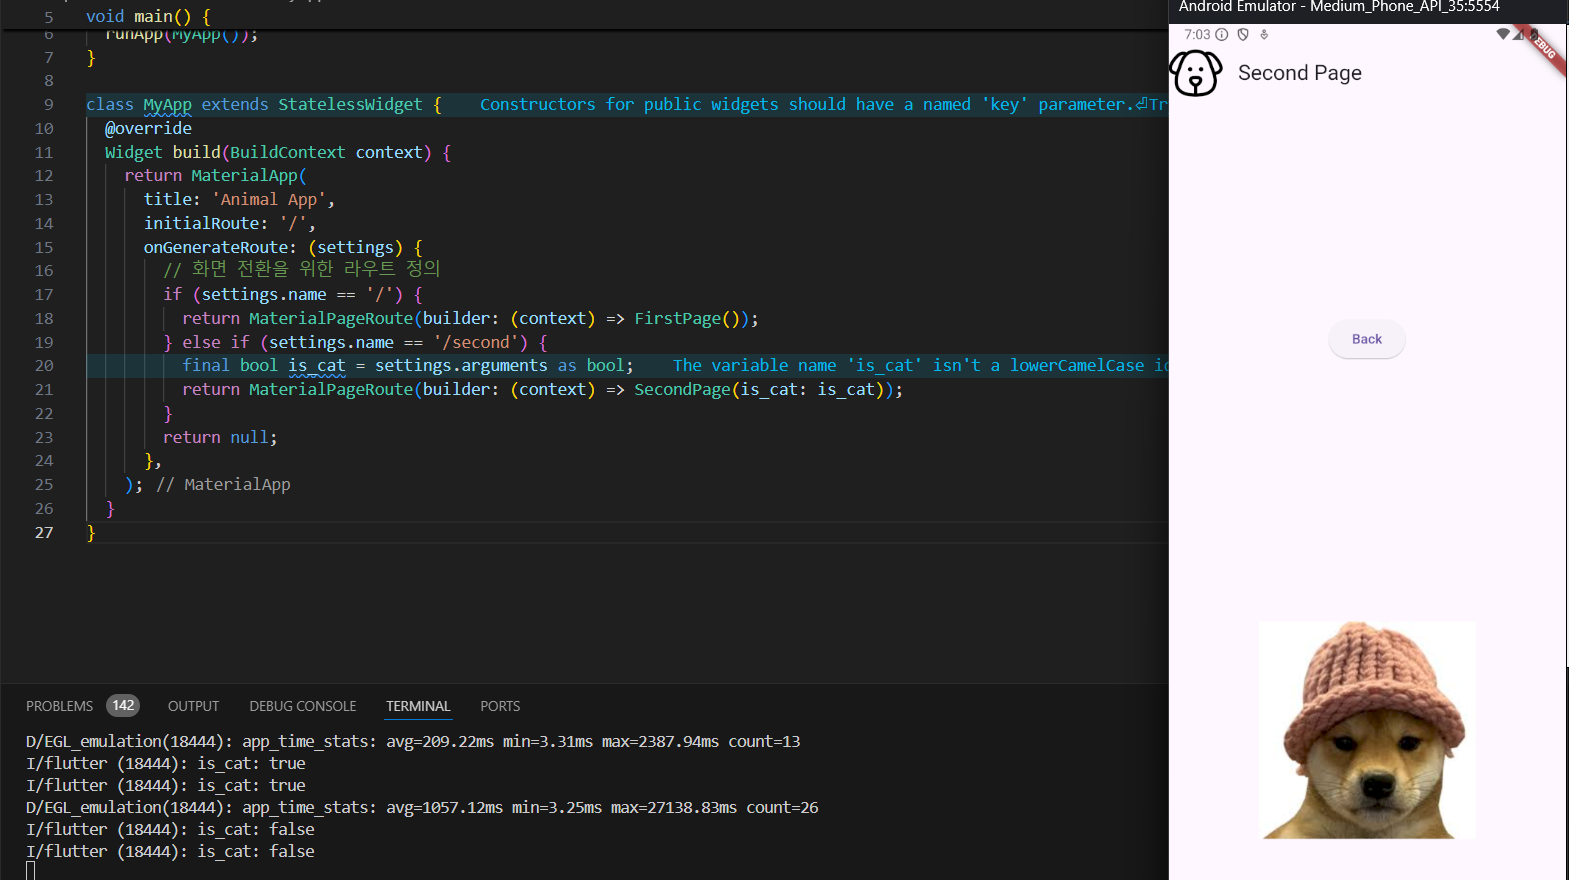 5 void main() {
6 runApp(MyApp());
7 }
8
9 class MyApp extends StatelessWidget { Constructors for public widgets should have a named 'key' parameter.⏎Tr
10 @override
11 Widget build(BuildContext context) {
12 return MaterialApp(
13 title: 'Animal App',
14 initialRoute: '/',
15 onGenerateRoute: (settings) {
16 // 화면 전환을 위한 라우트 정의
17 if (settings.name == '/') {
18 return MaterialPageRoute(builder: (context) => FirstPage());
19 } else if (settings.name == '/second') {
20 final bool is_cat = settings.arguments as bool; The variable name 'is_cat' isn't a lowerCamelCase id
21 return MaterialPageRoute(builder: (context) => SecondPage(is_cat: is_cat));
22 }
23 return null;
24 },
25 ); // MaterialApp
26 }
27 }
PROBLEMS 142 OUTPUT DEBUG CONSOLE TERMINAL PORTS
D/EGL_emulation(18444): app_time_stats: avg=209.22ms min=3.31ms max=2387.94ms count=13
I/flutter (18444): is_cat: true
I/flutter (18444): is_cat: true
D/EGL_emulation(18444): app_time_stats: avg=1057.12ms min=3.25ms max=27138.83ms count=26
I/flutter (18444): is_cat: false
I/flutter (18444): is_cat: false
Android Emulator - Medium_Phone_API_35:5554
7:03
DEBUG
Second Page
Back